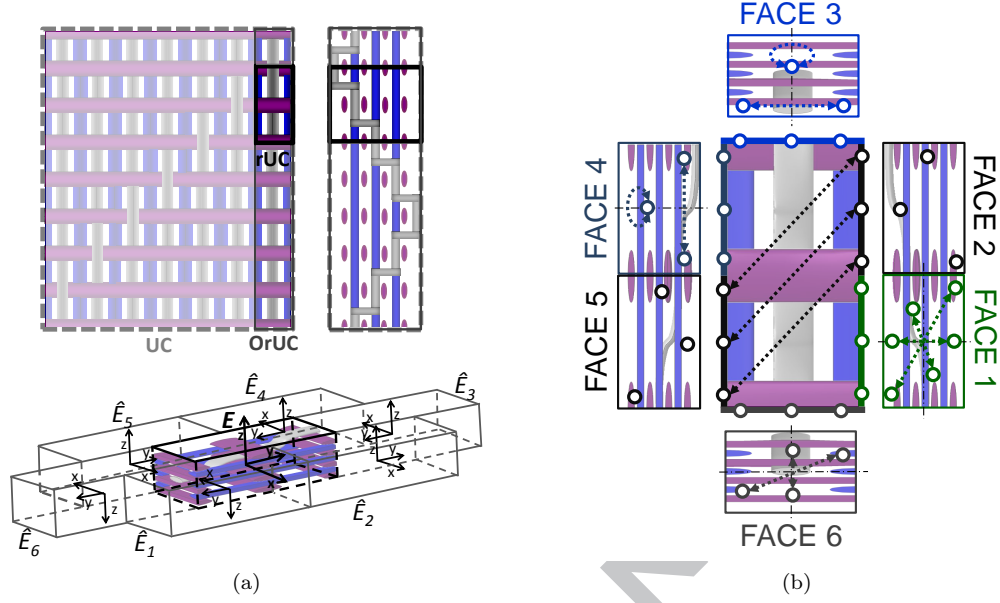 rUC
UC
OrUC
Ê5
Ê4
Ê3
E
x
z
x
y
z
y
x
z
y
x
z
x
y
x
y
z
x
y
z
x
y
z
Ê6
Ê1
Ê2
(a)
FACE 3
FACE 4
FACE 2
FACE 5
FACE 1
FACE 6
(b)